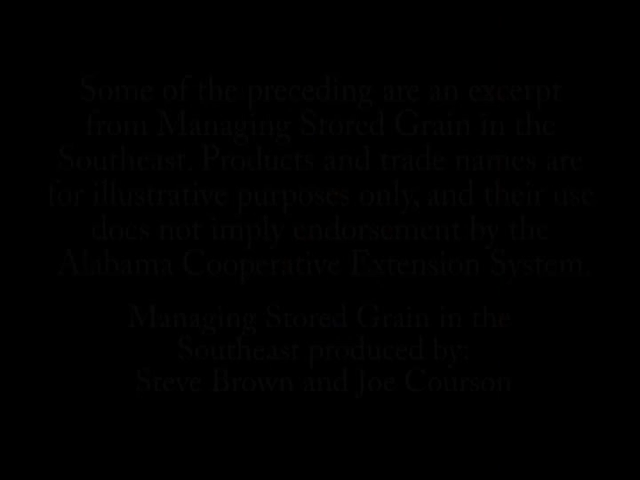 Some of the preceding are an excerpt
from Managing Stored Grain in the
Southeast. Products and trade names are
for illustrative purposes only, and their use
does not imply endorsement by the
Alabama Cooperative Extension System.
Managing Stored Grain in the
Southeast produced by:
Steve Brown and Joe Courson